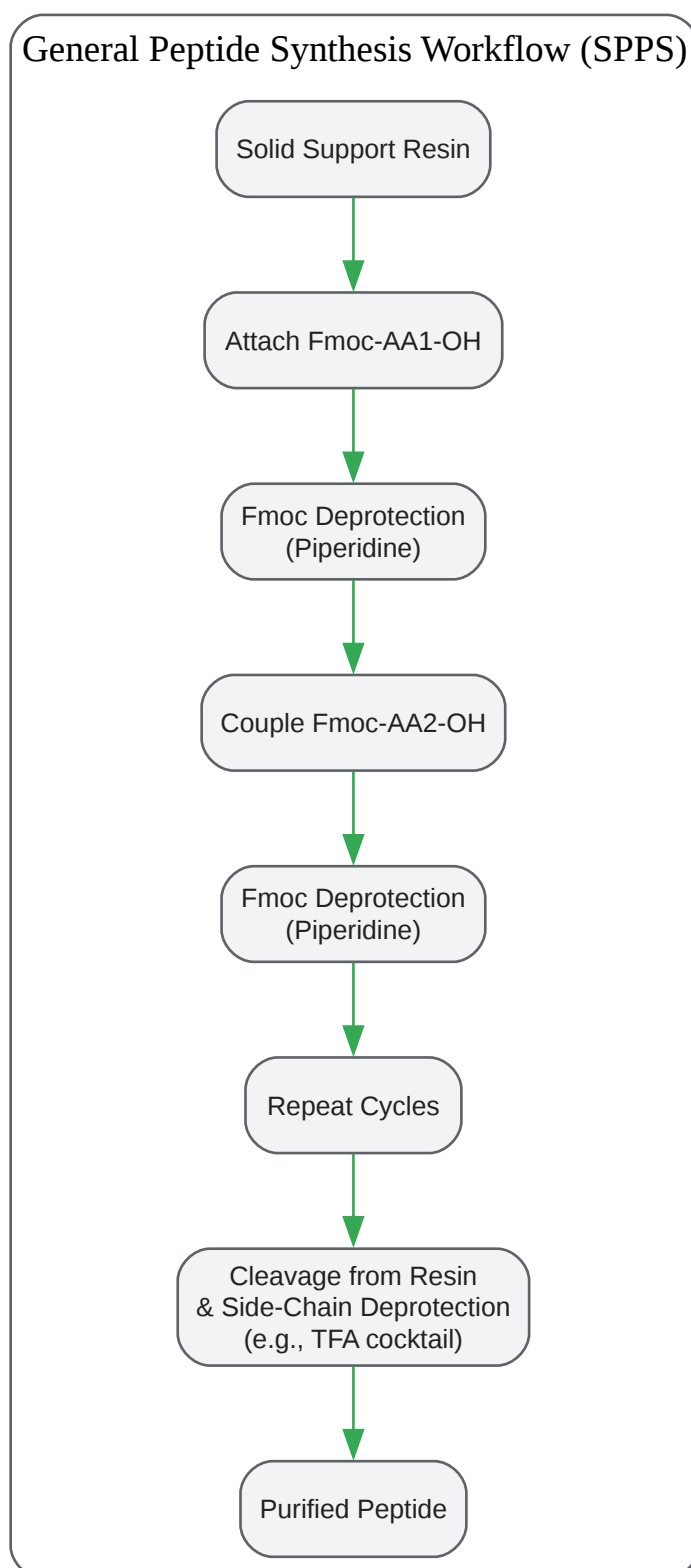 General Peptide Synthesis Workflow (SPPS)
Solid Support Resin
Attach Fmoc-AA1-OH
Fmoc Deprotection
(Piperidine)
Couple Fmoc-AA2-OH
Fmoc Deprotection
(Piperidine)
Repeat Cycles
Cleavage from Resin
& Side-Chain Deprotection
(e.g., TFA cocktail)
Purified Peptide